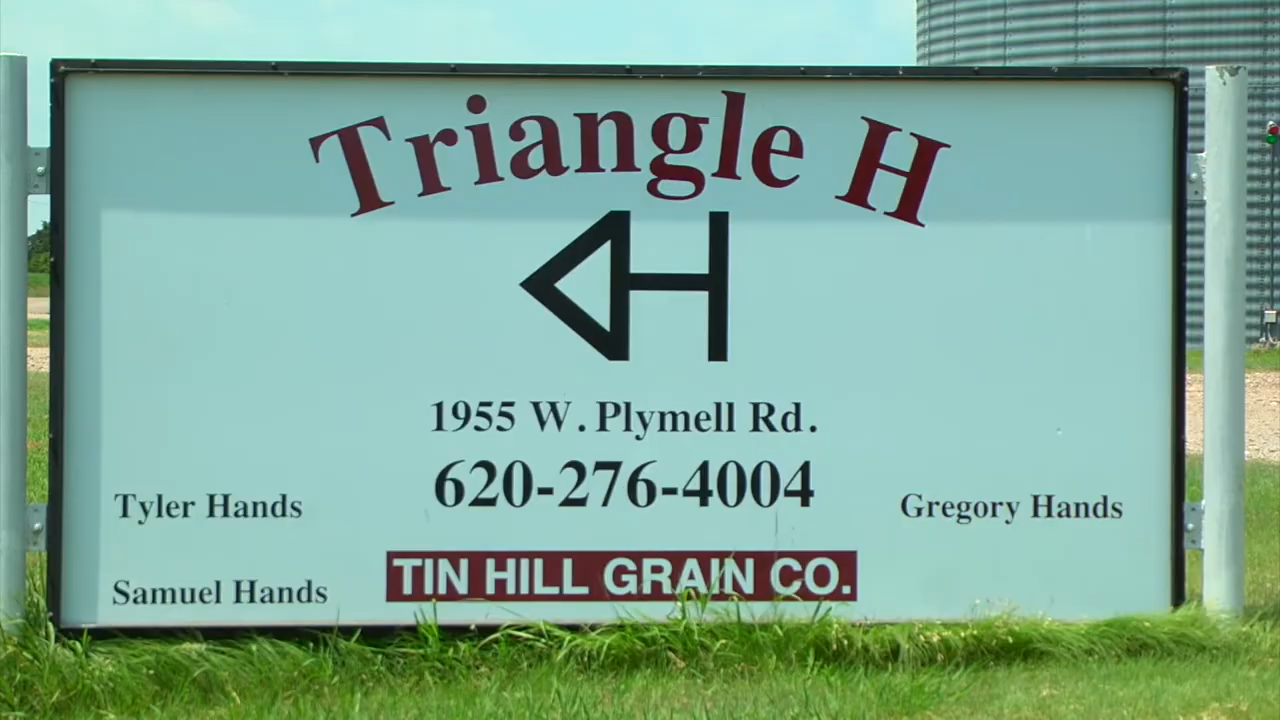 Triangle H
1955 W. Plymell Rd.
620-276-4004
Tyler Hands
Gregory Hands
Samuel Hands
TIN HILL GRAIN CO.